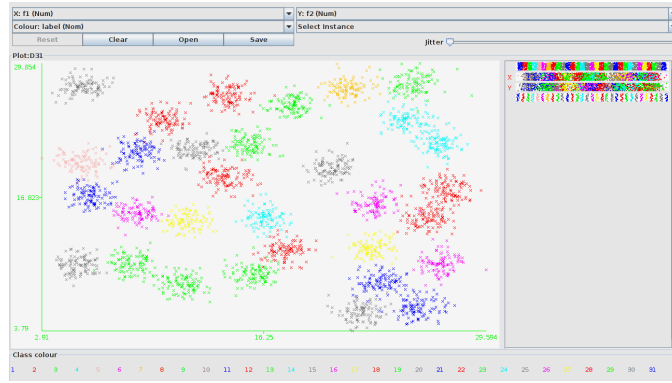 X: f1 (Num)
Y: f2 (Num)
Colour: label (Nom)
Select Instance
Reset
Clear
Open
Save
Jitter
Plot:D31
29.854
16.823
3.79
2.91
16.25
29.594
X
Y
Class colour
1 2 3 4 5 6 7 8 9 10 11 12 13 14 15 16 17 18 19 20 21 22 23 24 25 26 28 29 30 31